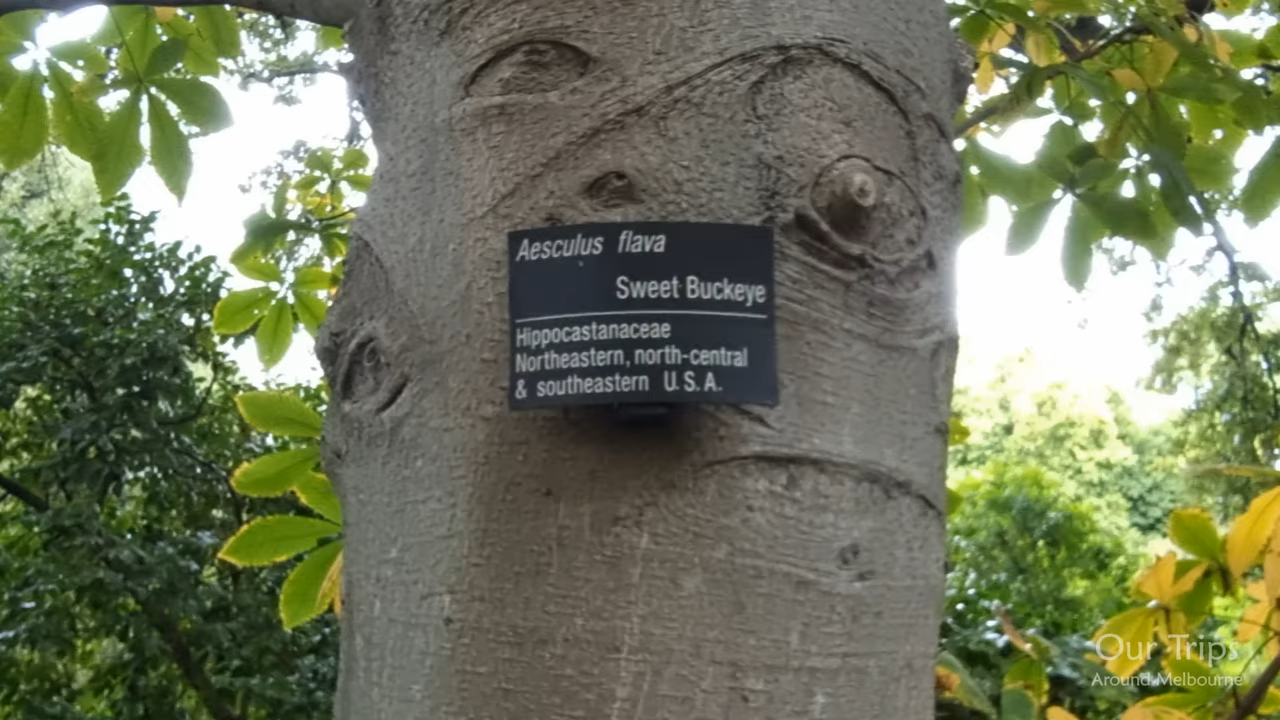 Aesculus flava
Sweet Buckeye
Hippocastanaceae
Northeastern, north-central
& southeastern U.S.A.
Our Trips
Around Melbourne